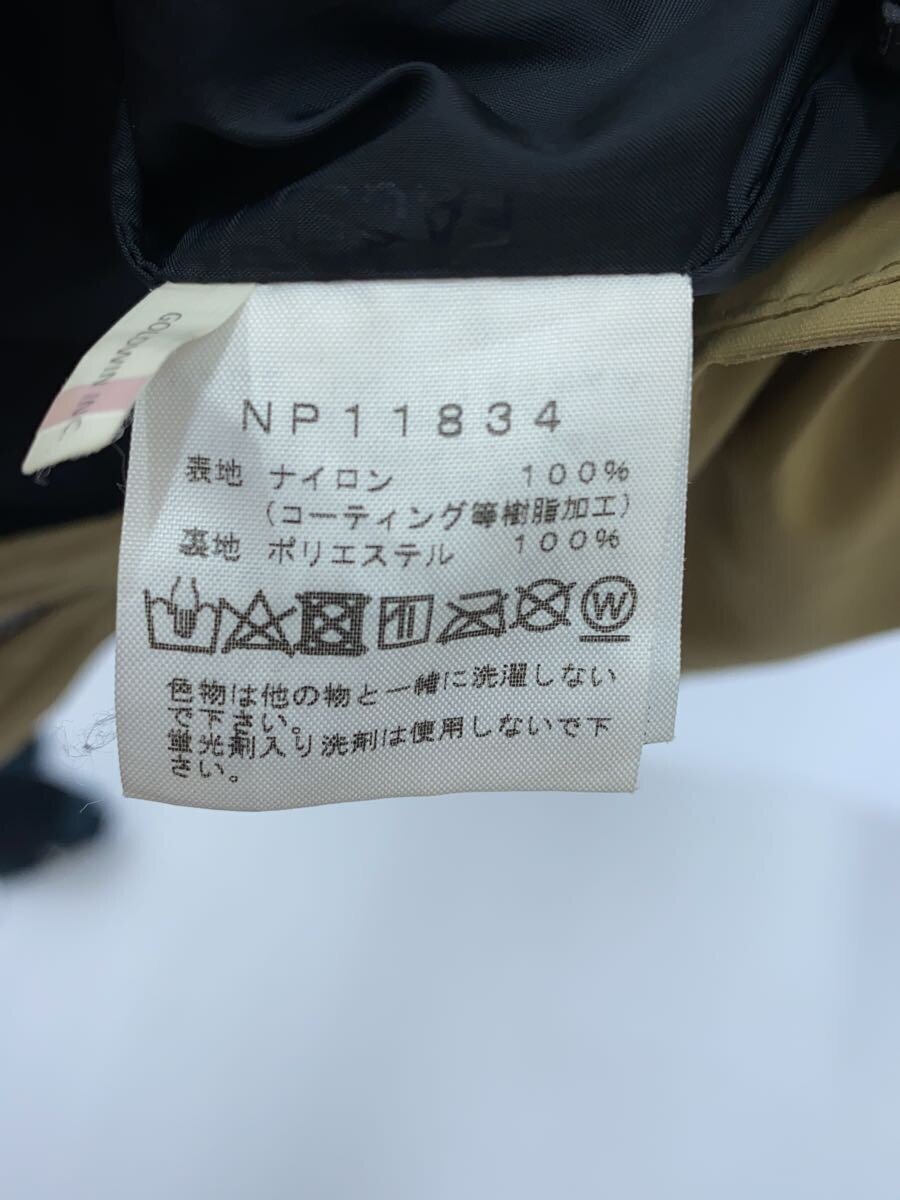 GOLDWIN INC.
NP11834
表地 ナイロン 100%
(コーティング等樹脂加工)
裏地 ポリエステル 100%
W
色物は他の物と一緒に洗濯しない
で下さい。
蛍光剤入り洗剤は使用しないで下
さい。